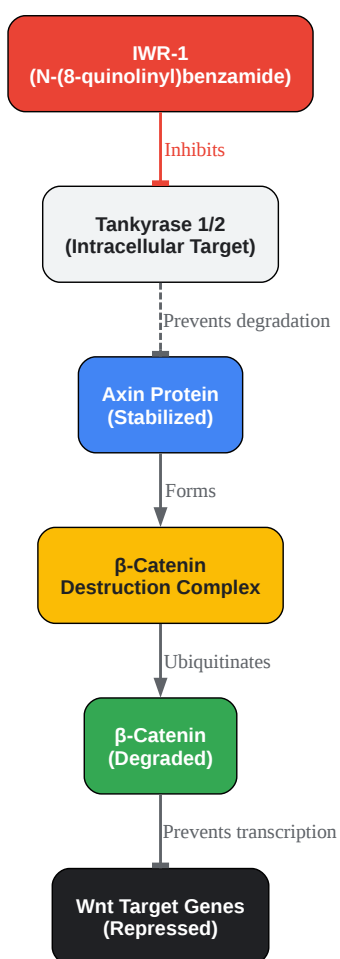 IWR-1
(N-(8-quinolinyl)benzamide)
Inhibits
Tankyrase 1/2
(Intracellular Target)
Prevents degradation
Axin Protein
(Stabilized)
Forms
β-Catenin
Destruction Complex
Ubiquitinates
β-Catenin
(Degraded)
Prevents transcription
Wnt Target Genes
(Repressed)